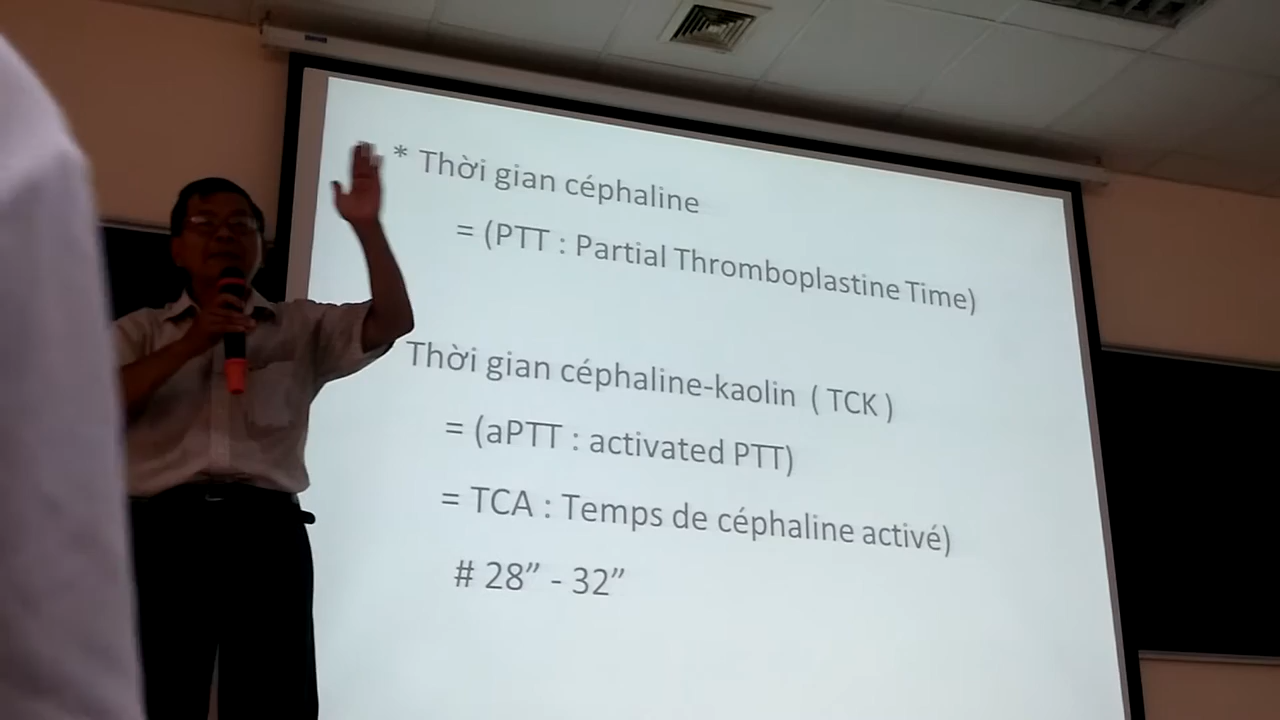 * Thời gian céphaline
= (PTT : Partial Thromboplastine Time)
Thời gian céphaline-kaolin ( TCK )
= (aPTT : activated PTT)
= TCA : Temps de céphaline activé)
# 28” - 32”